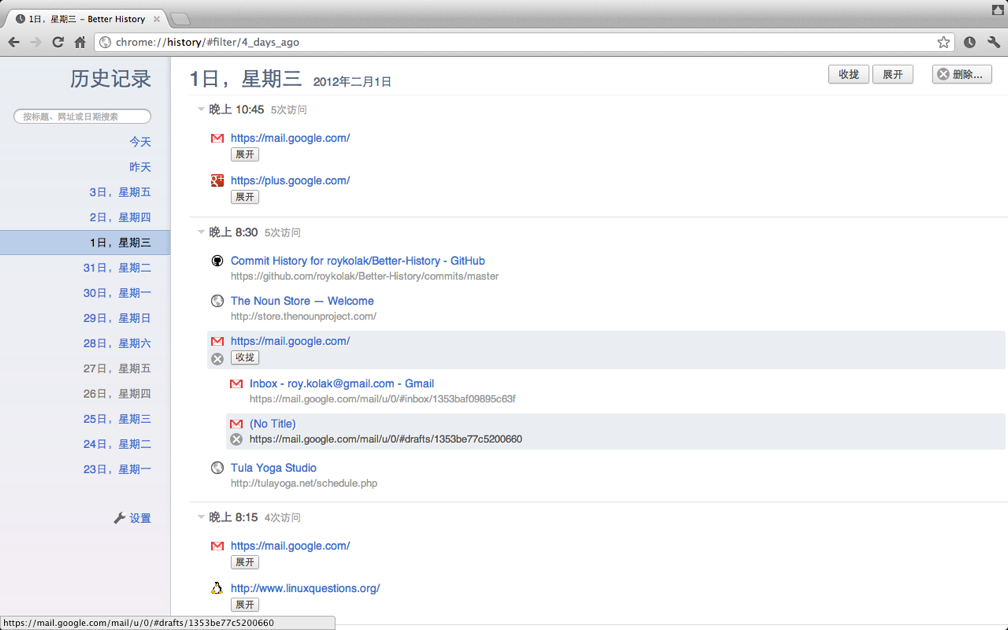 1日，星期三 - Better History
chrome://history/#filter/4_days_ago
历史记录
按标题、网址或日期搜索
今天
昨天
3日，星期五
2日，星期四
1日，星期三
31日，星期二
30日，星期一
29日，星期日
28日，星期六
27日，星期五
26日，星期四
25日，星期三
24日，星期二
23日，星期一
设置
1日，星期三 2012年二月1日
收拢 展开 删除...
晚上 10:45 5次访问
https://mail.google.com/
展开
https://plus.google.com/
展开
晚上 8:30 5次访问
Commit History for roykolak/Better-History - GitHub
https://github.com/roykolak/Better-History/commits/master
The Noun Store — Welcome
http://store.thenounproject.com/
https://mail.google.com/
收拢
Inbox - roy.kolak@gmail.com - Gmail
https://mail.google.com/mail/u/0/#inbox/1353baf09895c63f
(No Title)
https://mail.google.com/mail/u/0/#drafts/1353be77c5200660
Tula Yoga Studio
http://tulayoga.net/schedule.php
晚上 8:15 4次访问
https://mail.google.com/
展开
http://www.linuxquestions.org/
展开
https://mail.google.com/mail/u/0/#drafts/1353be77c5200660